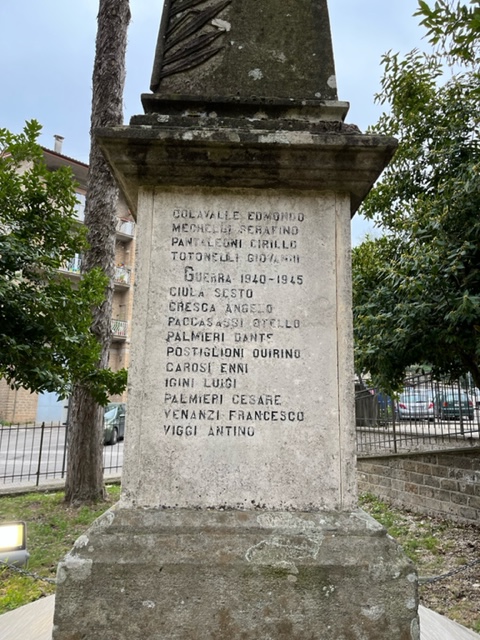 COLAVALLE EDMONDO
MECHELLI SERAFINO
PANTALEONI CIRILLO
TOTONELLI GIOVANNI
GUERRA 1940-1945
CIULA SESTO
CRESCA ANGELO
PACCASASSI OTELLO
PALMIERI DANTE
POSTIGLIONI QUIRINO
CAROSI ENNI
IGINI LUIGI
PALMIERI CESARE
VENANZI FRANCESCO
VIGGI ANTINO